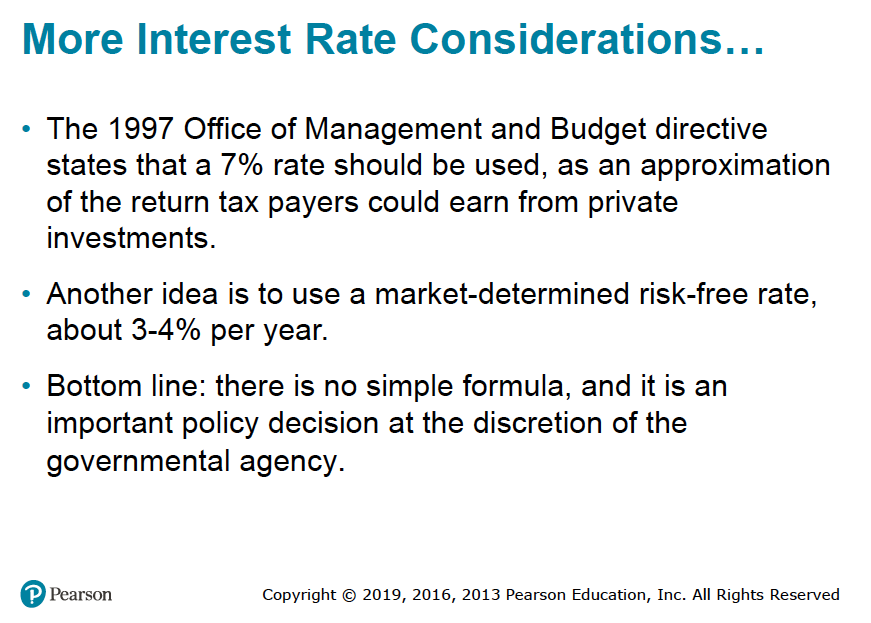 More Interest Rate Considerations…
• The 1997 Office of Management and Budget directive
states that a 7% rate should be used, as an approximation
of the return tax payers could earn from private
investments.
• Another idea is to use a market-determined risk-free rate,
about 3-4% per year.
• Bottom line: there is no simple formula, and it is an
important policy decision at the discretion of the
governmental agency.
P Pearson
Copyright © 2019, 2016, 2013 Pearson Education, Inc. All Rights Reserved